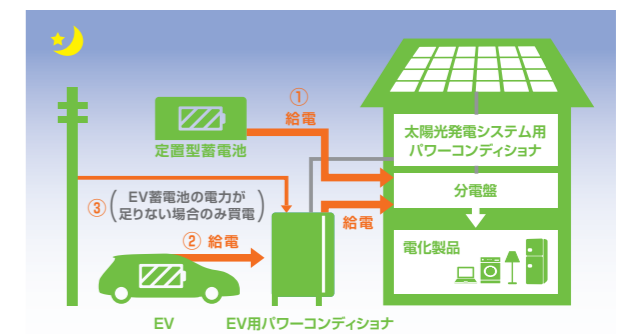 ①
給電
定置型蓄電池
太陽光発電システム用
パワーコンディショナ
分電盤
③(EV蓄電池の電力が
足りない場合のみ買電)
給電
② 給電
電化製品
EV
EV用パワーコンディショナ